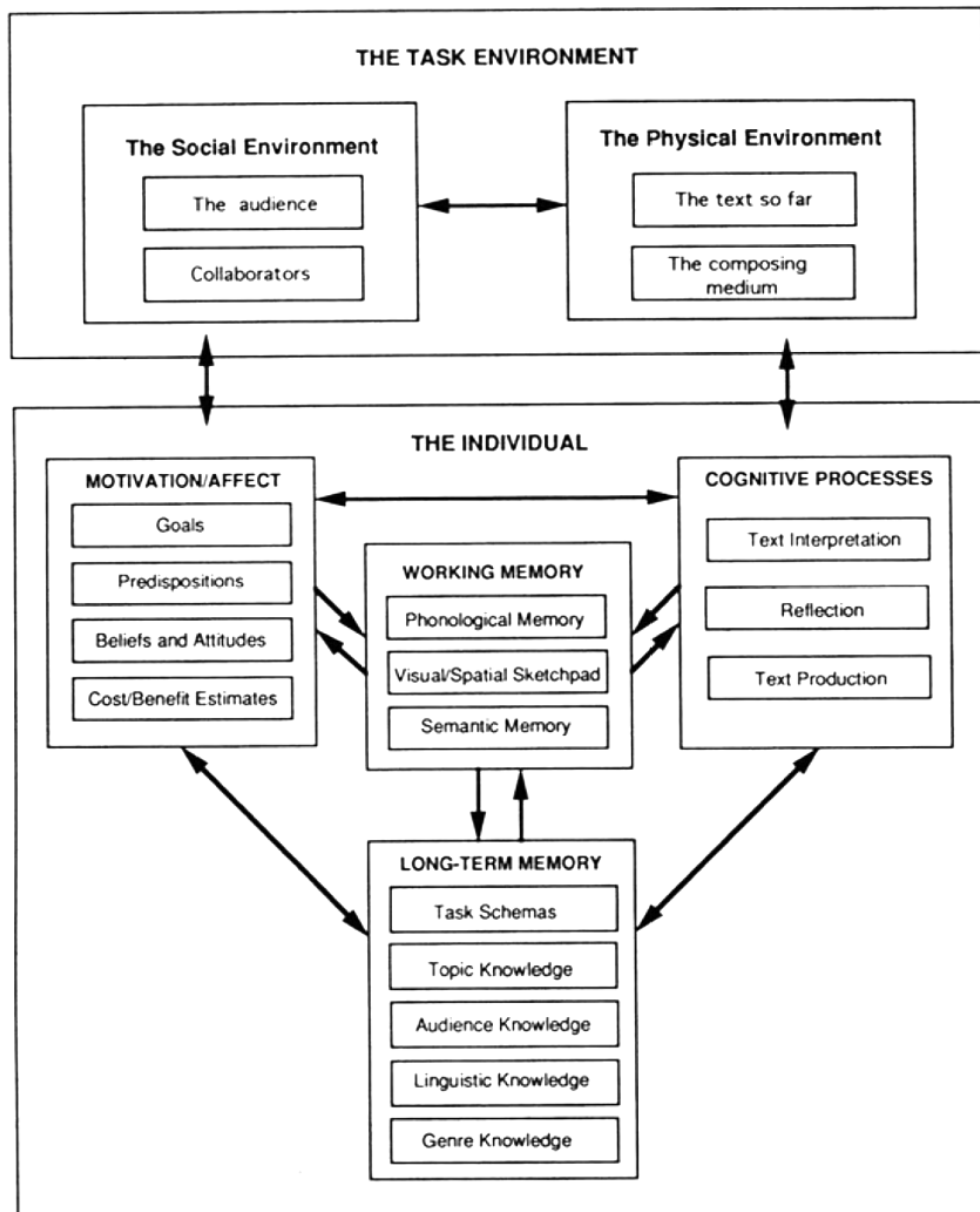 THE TASK ENVIRONMENT
The Social Environment
The audience
Collaborators
The Physical Environment
The text so far
The composing
medium
THE INDIVIDUAL
MOTIVATION/AFFECT
Goals
Predispositions
Beliefs and Attitudes
Cost/Benefit Estimates
WORKING MEMORY
Phonological Memory
Visual/Spatial Sketchpad
Semantic Memory
COGNITIVE PROCESSES
Text Interpretation
Reflection
Text Production
LONG-TERM MEMORY
Task Schemas
Topic Knowledge
Audience Knowledge
Linguistic Knowledge
Genre Knowledge